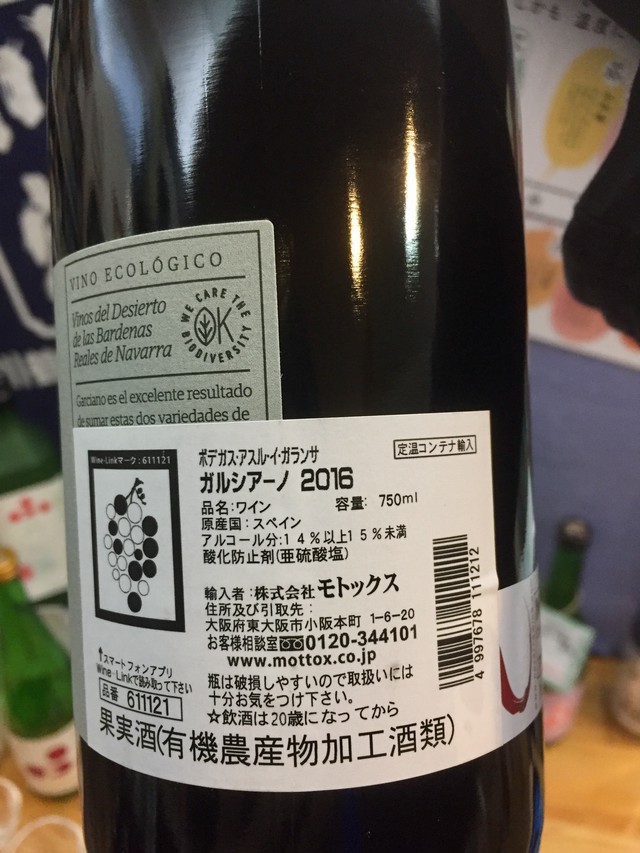 VINO ECOLÓGICO
Vinos del Desierto
de las Bardenas
Reales de Navarra
WE CARE THE
OK
BIODIVERSITY
Garciano es el excelente resultado
de sumar estas dos variedades de
Wine-Linkマーク:611121
ボデガス・アスル・イ・ガランサ
定温コンテナ輸入
ガルシアーノ 2016
品名:ワイン 容量: 750ml
原産国:スペイン
アルコール分:14%以上15%未満
酸化防止剤(亜硫酸塩)
輸入者:株式会社モトックス
住所及び引取先:
大阪府東大阪市小阪本町 1-6-20
お客様相談室 0120-344101
www.mottox.co.jp
↑スマートフォンアプリ
Wine-Linkで読み取って下さい
品番 611121
瓶は破損しやすいので取扱いには
十分お気をつけ下さい。
☆飲酒は20歳になってから
果実酒(有機農産物加工酒類)
4 997678 111212